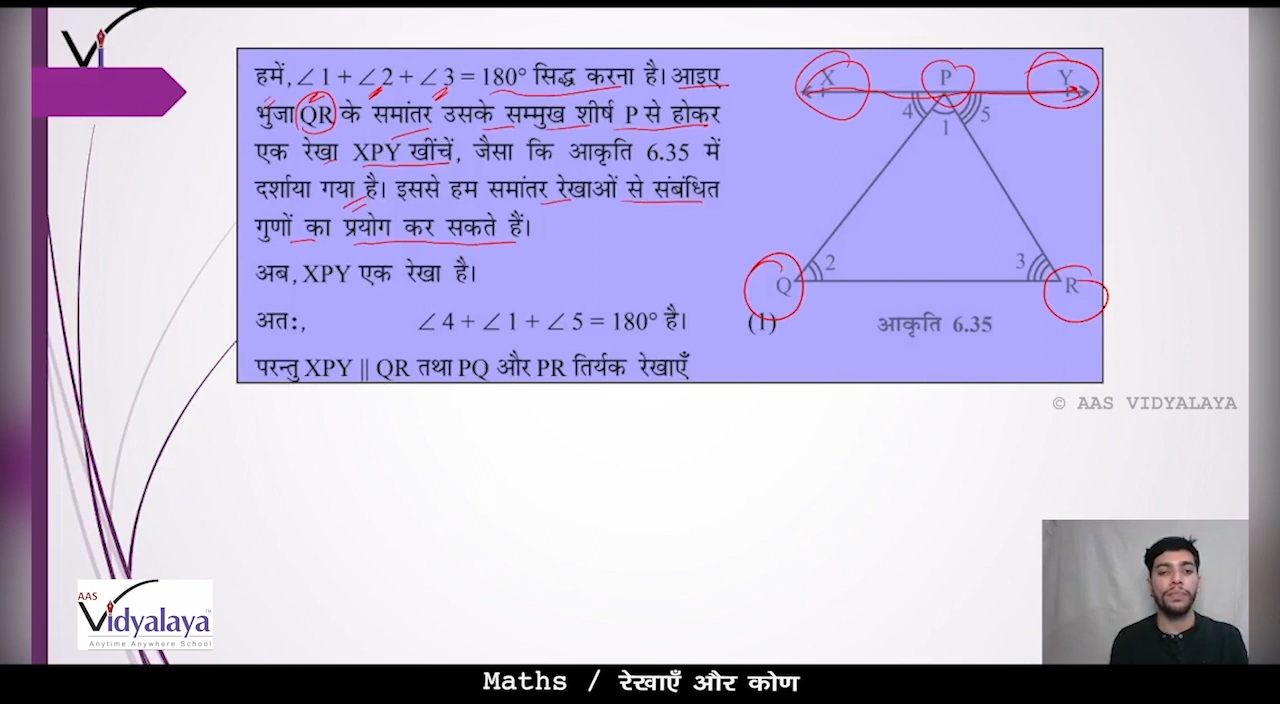 हमें, ∠1 + ∠2 + ∠3 = 180° सिद्ध करना है। आइए
भुजा QR के समांतर उसके सम्मुख शीर्ष P से होकर
एक रेखा XPY खींचें, जैसा कि आकृति 6.35 में
दर्शाया गया है। इससे हम समांतर रेखाओं से संबंधित
गुणों का प्रयोग कर सकते हैं।
अब, XPY एक रेखा है।
अतः, ∠4 + ∠1 + ∠5 = 180° है। (1)
परन्तु XPY || QR तथा PQ और PR तिर्यक रेखाएँ
X P Y
4 1 5
2 3
Q R
आकृति 6.35
© AAS VIDYALAYA
AAS
Vidyalaya™
Anytime Anywhere School
Maths / रेखाएँ और कोण